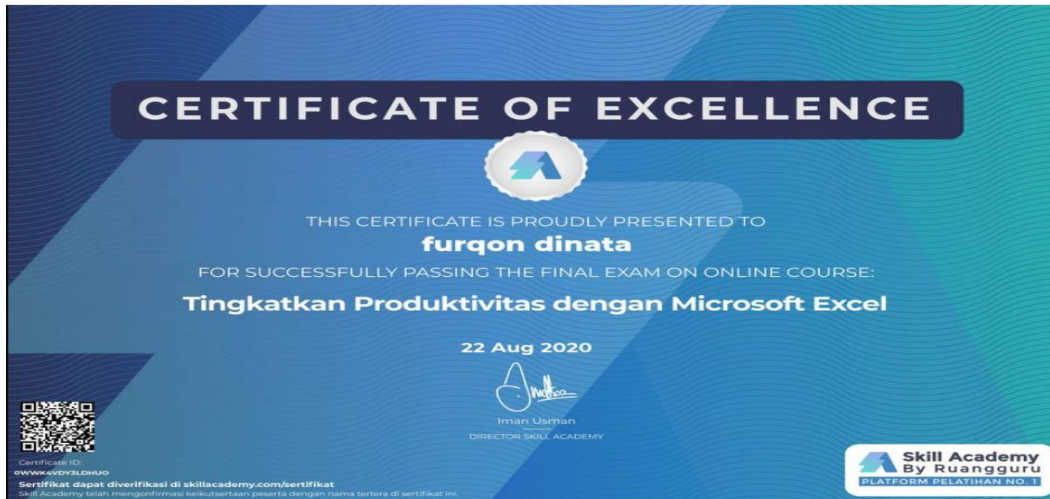 CERTIFICATE OF EXCELLENCE
THIS CERTIFICATE IS PROUDLY PRESENTED TO
furqon dinata
FOR SUCCESSFULLY PASSING THE FINAL EXAM ON ONLINE COURSE:
Tingkatkan Produktivitas dengan Microsoft Excel
22 Aug 2020
Iman Usman
DIRECTOR SKILL ACADEMY
Certificate ID:
0WWK4VDY3LDHUO
Sertifikat dapat diverifikasi di skillacademy.com/sertifikat
Skill Academy telah mengonfirmasi keikutsertaan peserta dengan nama tertera di sertifikat ini.
Skill Academy
By Ruangguru
PLATFORM PELATIHAN NO. 1